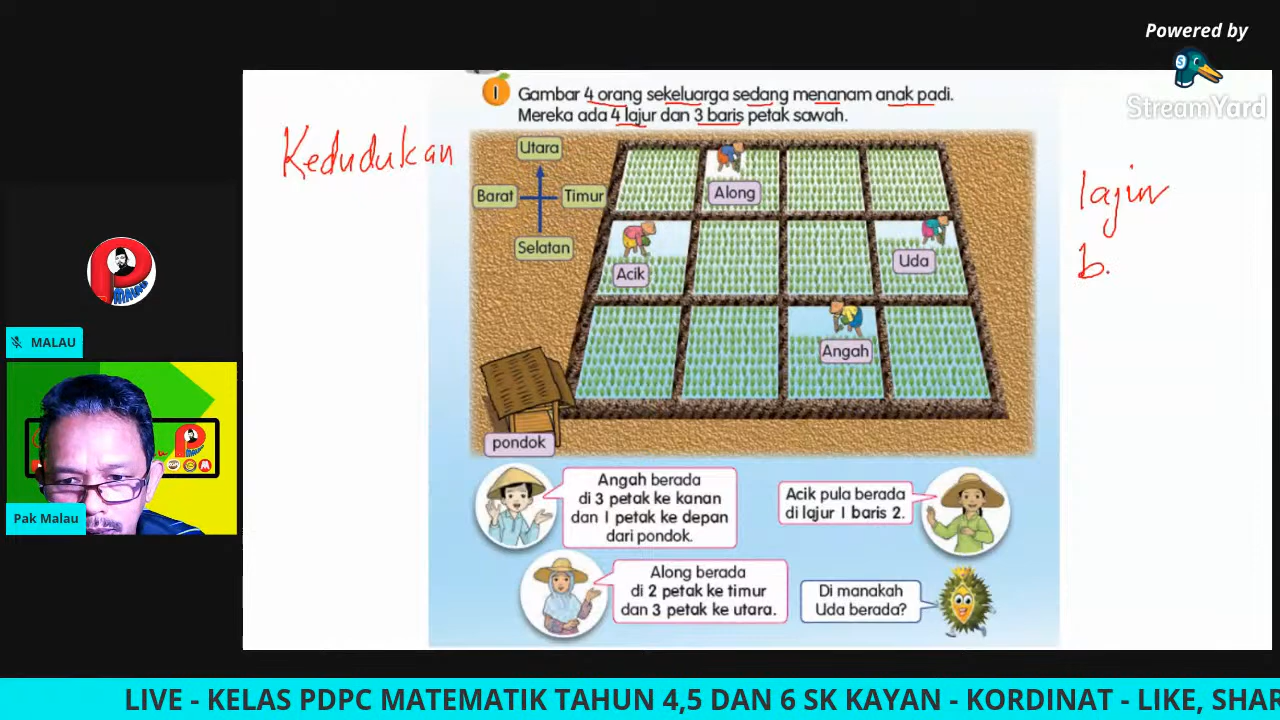 Powered by
StreamYard
1 Gambar 4 orang sekeluarga sedang menanam anak padi.
Mereka ada 4 lajur dan 3 baris petak sawah.
Kedudukan
lajur
b.
Utara
Barat
Timur
Selatan
Along
Acik
Uda
Angah
pondok
MALAU
Pak Malau
Angah berada
di 3 petak ke kanan
dan 1 petak ke depan
dari pondok.
Acik pula berada
di lajur 1 baris 2.
Along berada
di 2 petak ke timur
dan 3 petak ke utara.
Di manakah
Uda berada?
LIVE - KELAS PDPC MATEMATIK TAHUN 4,5 DAN 6 SK KAYAN - KORDINAT - LIKE, SHAR